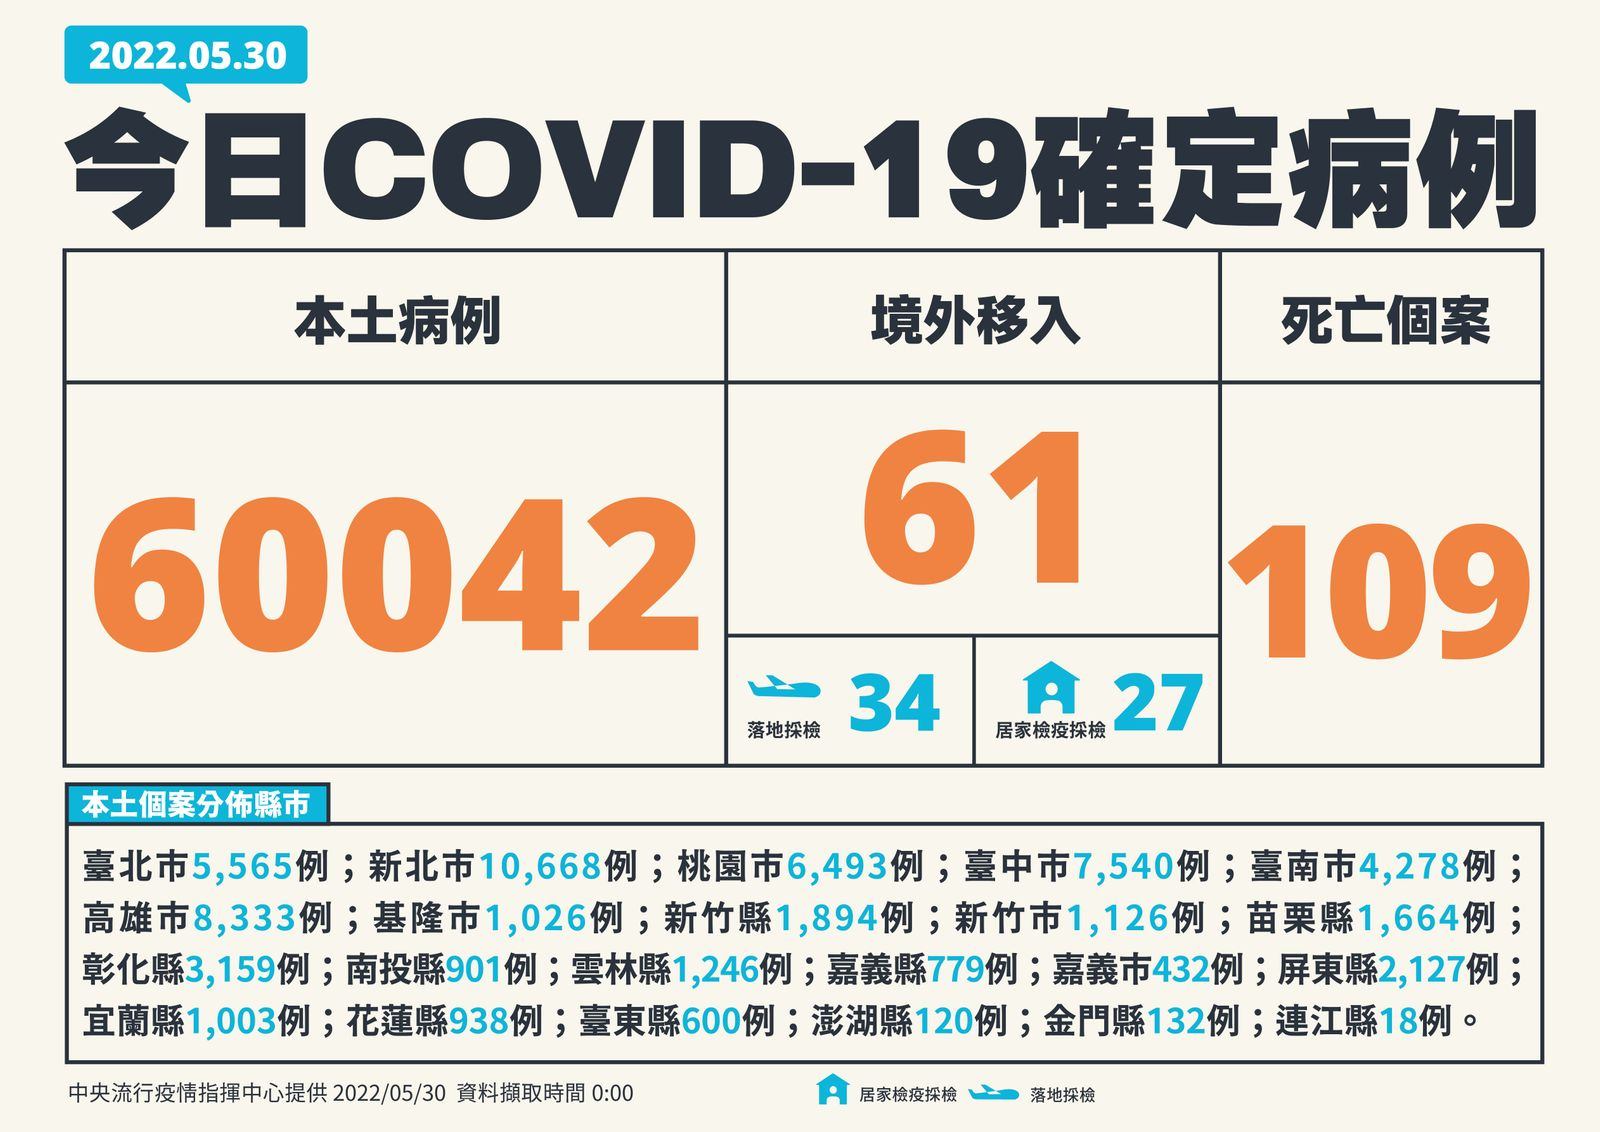 2022.05.30
今日COVID-19確定病例
本土病例
境外移入
死亡個案
60042
61
109
落地採檢
34
居家檢疫採檢
27
本土個案分佈縣市
臺北市5,565例；新北市10,668例；桃園市6,493例；臺中市7,540例；臺南市4,278例；
高雄市8,333例；基隆市1,026例；新竹縣1,894例；新竹市1,126例；苗栗縣1,664例；
彰化縣3,159例；南投縣901例；雲林縣1,246例；嘉義縣779例；嘉義市432例；屏東縣2,127例；
宜蘭縣1,003例；花蓮縣938例；臺東縣600例；澎湖縣120例；金門縣132例；連江縣18例。
中央流行疫情指揮中心提供 2022/05/30 資料擷取時間 0:00
居家檢疫採檢
落地採檢